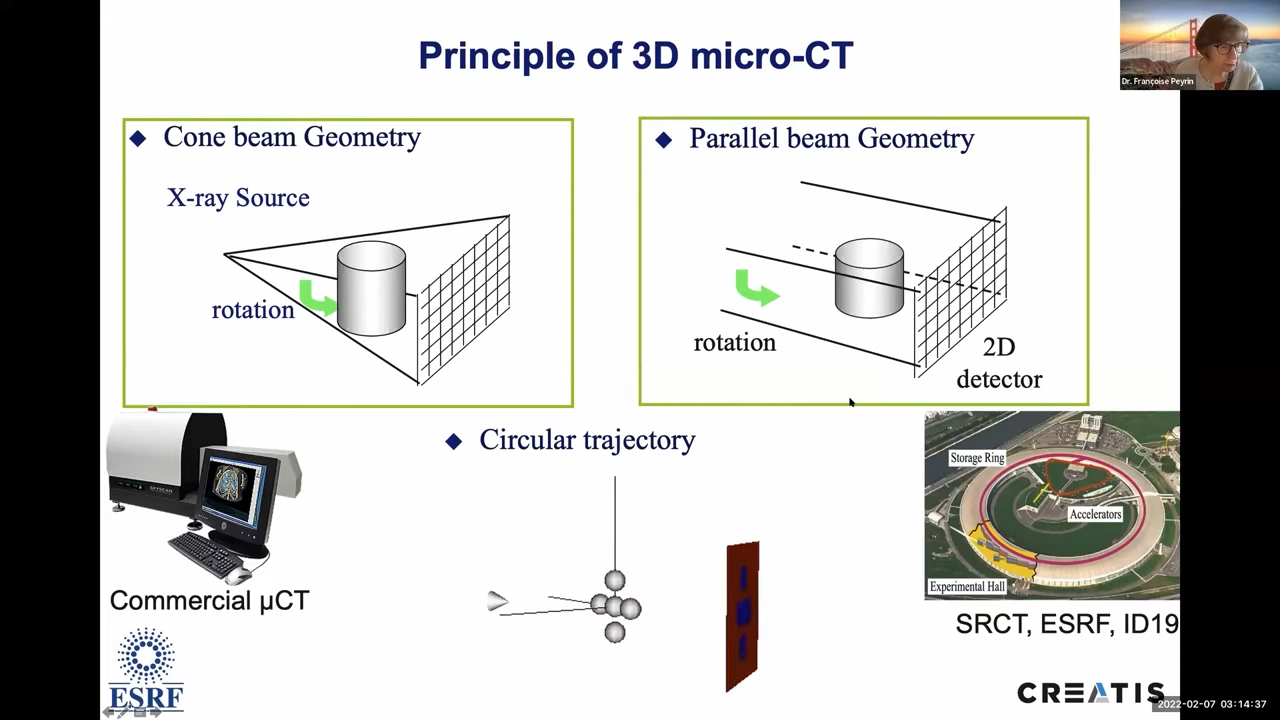 Principle of 3D micro-CT
Dr. Françoise Peyrin
Cone beam Geometry
X-ray Source
rotation
Parallel beam Geometry
rotation
2D
detector
Circular trajectory
SKYSCAN
Commercial µCT
Storage Ring
Accelerators
Experimental Hall
SRCT, ESRF, ID19
ESRF
CREATIS
2022-02-07 03:14:37